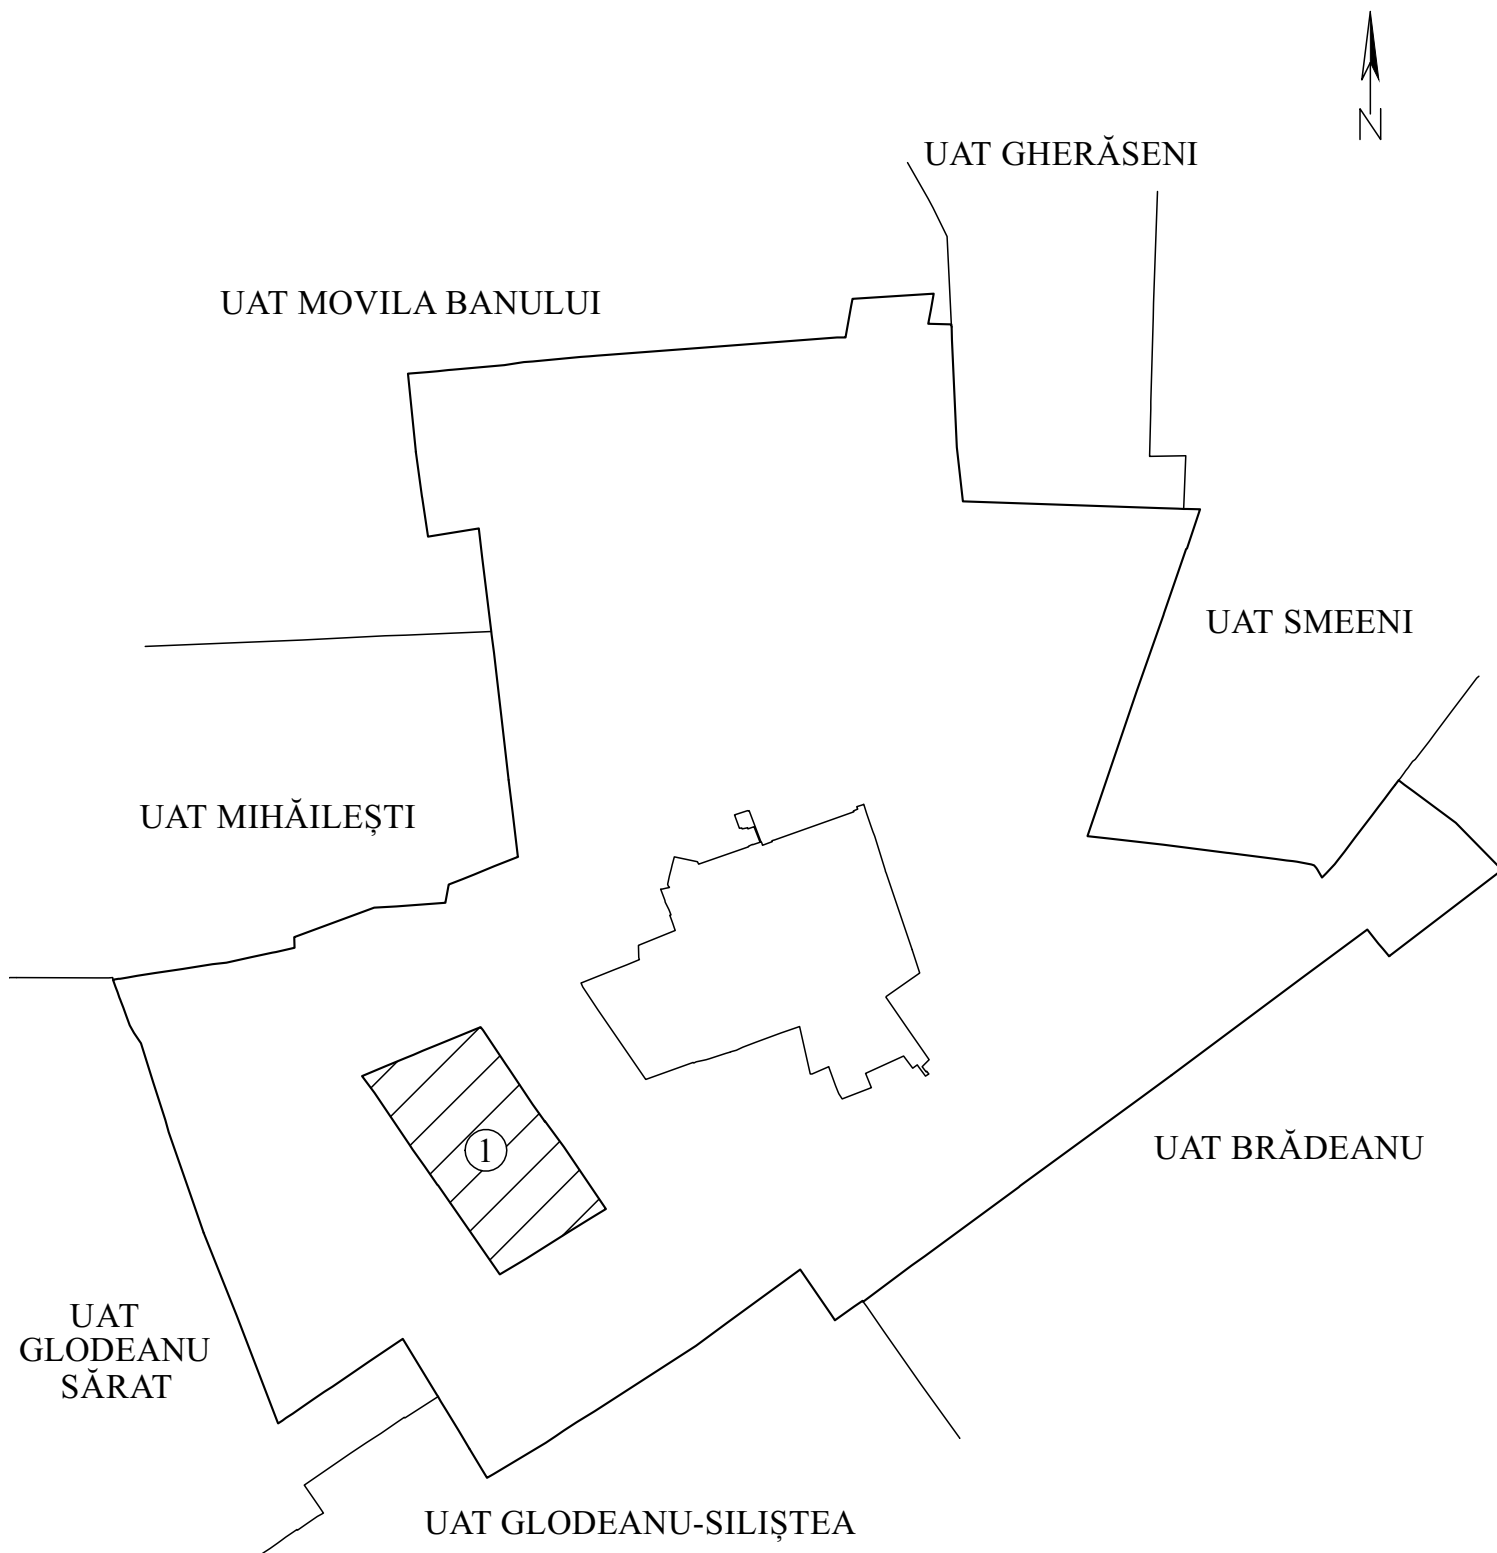 N
UAT GHERĂSENI
UAT MOVILA BANULUI
UAT SMEENI
UAT MIHĂILEȘTI
UAT BRĂDEANU
1
UAT
GLODEANU
SĂRAT
UAT GLODEANU-SILIȘTEA